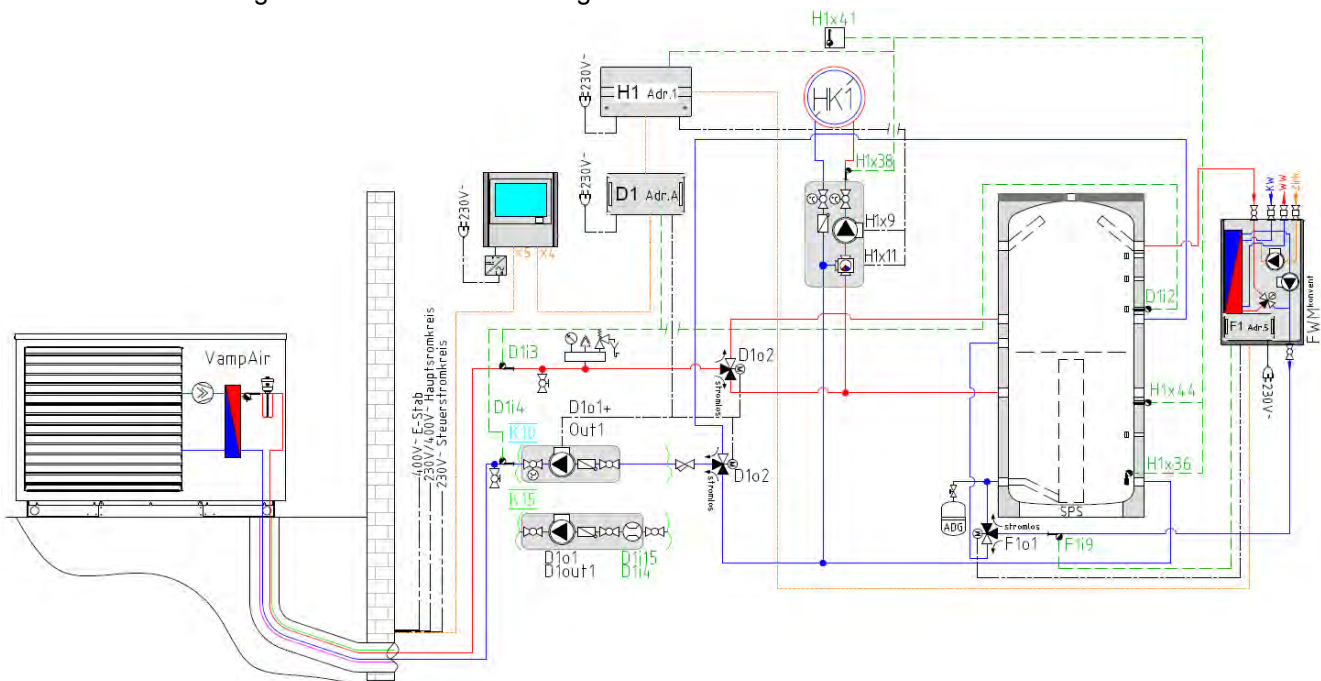 H1x41
230V~
H1 Adr.1
HK1
H1x38
230V~
D1 Adr.A
230V~
x5 x4
H1x9
H1x11
KW
WW
Zirk.
D1i2
F1 Adr.5
FWMkonvent
230V~
VampAir
D1i3
D1o2
stromlos
D1i4
D1o1+
Out1
K10
D1o2
stromlos
K15
D1o1
D1out1
D1i15
D1i4
400V~ E-Stab
230V/400V~ Hauptsromkreis
230V~ Steuerstromkreis
H1x44
H1x36
SPS
ADG
stromlos
F1o1
F1i9